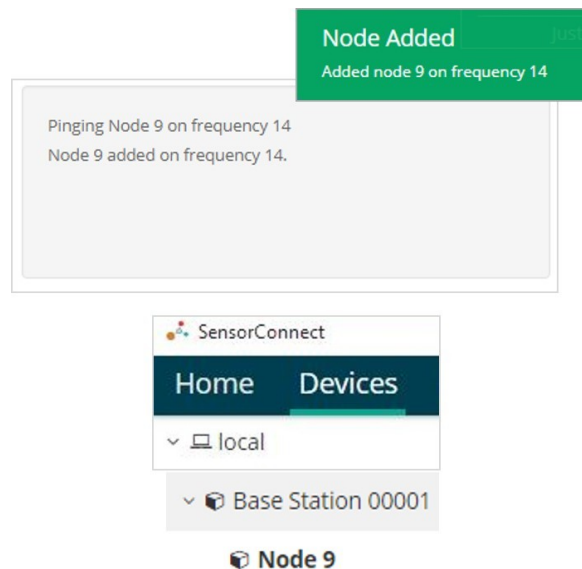 Node Added
Just
Added node 9 on frequency 14
Pinging Node 9 on frequency 14
Node 9 added on frequency 14.
SensorConnect
Home Devices
local
Base Station 00001
Node 9